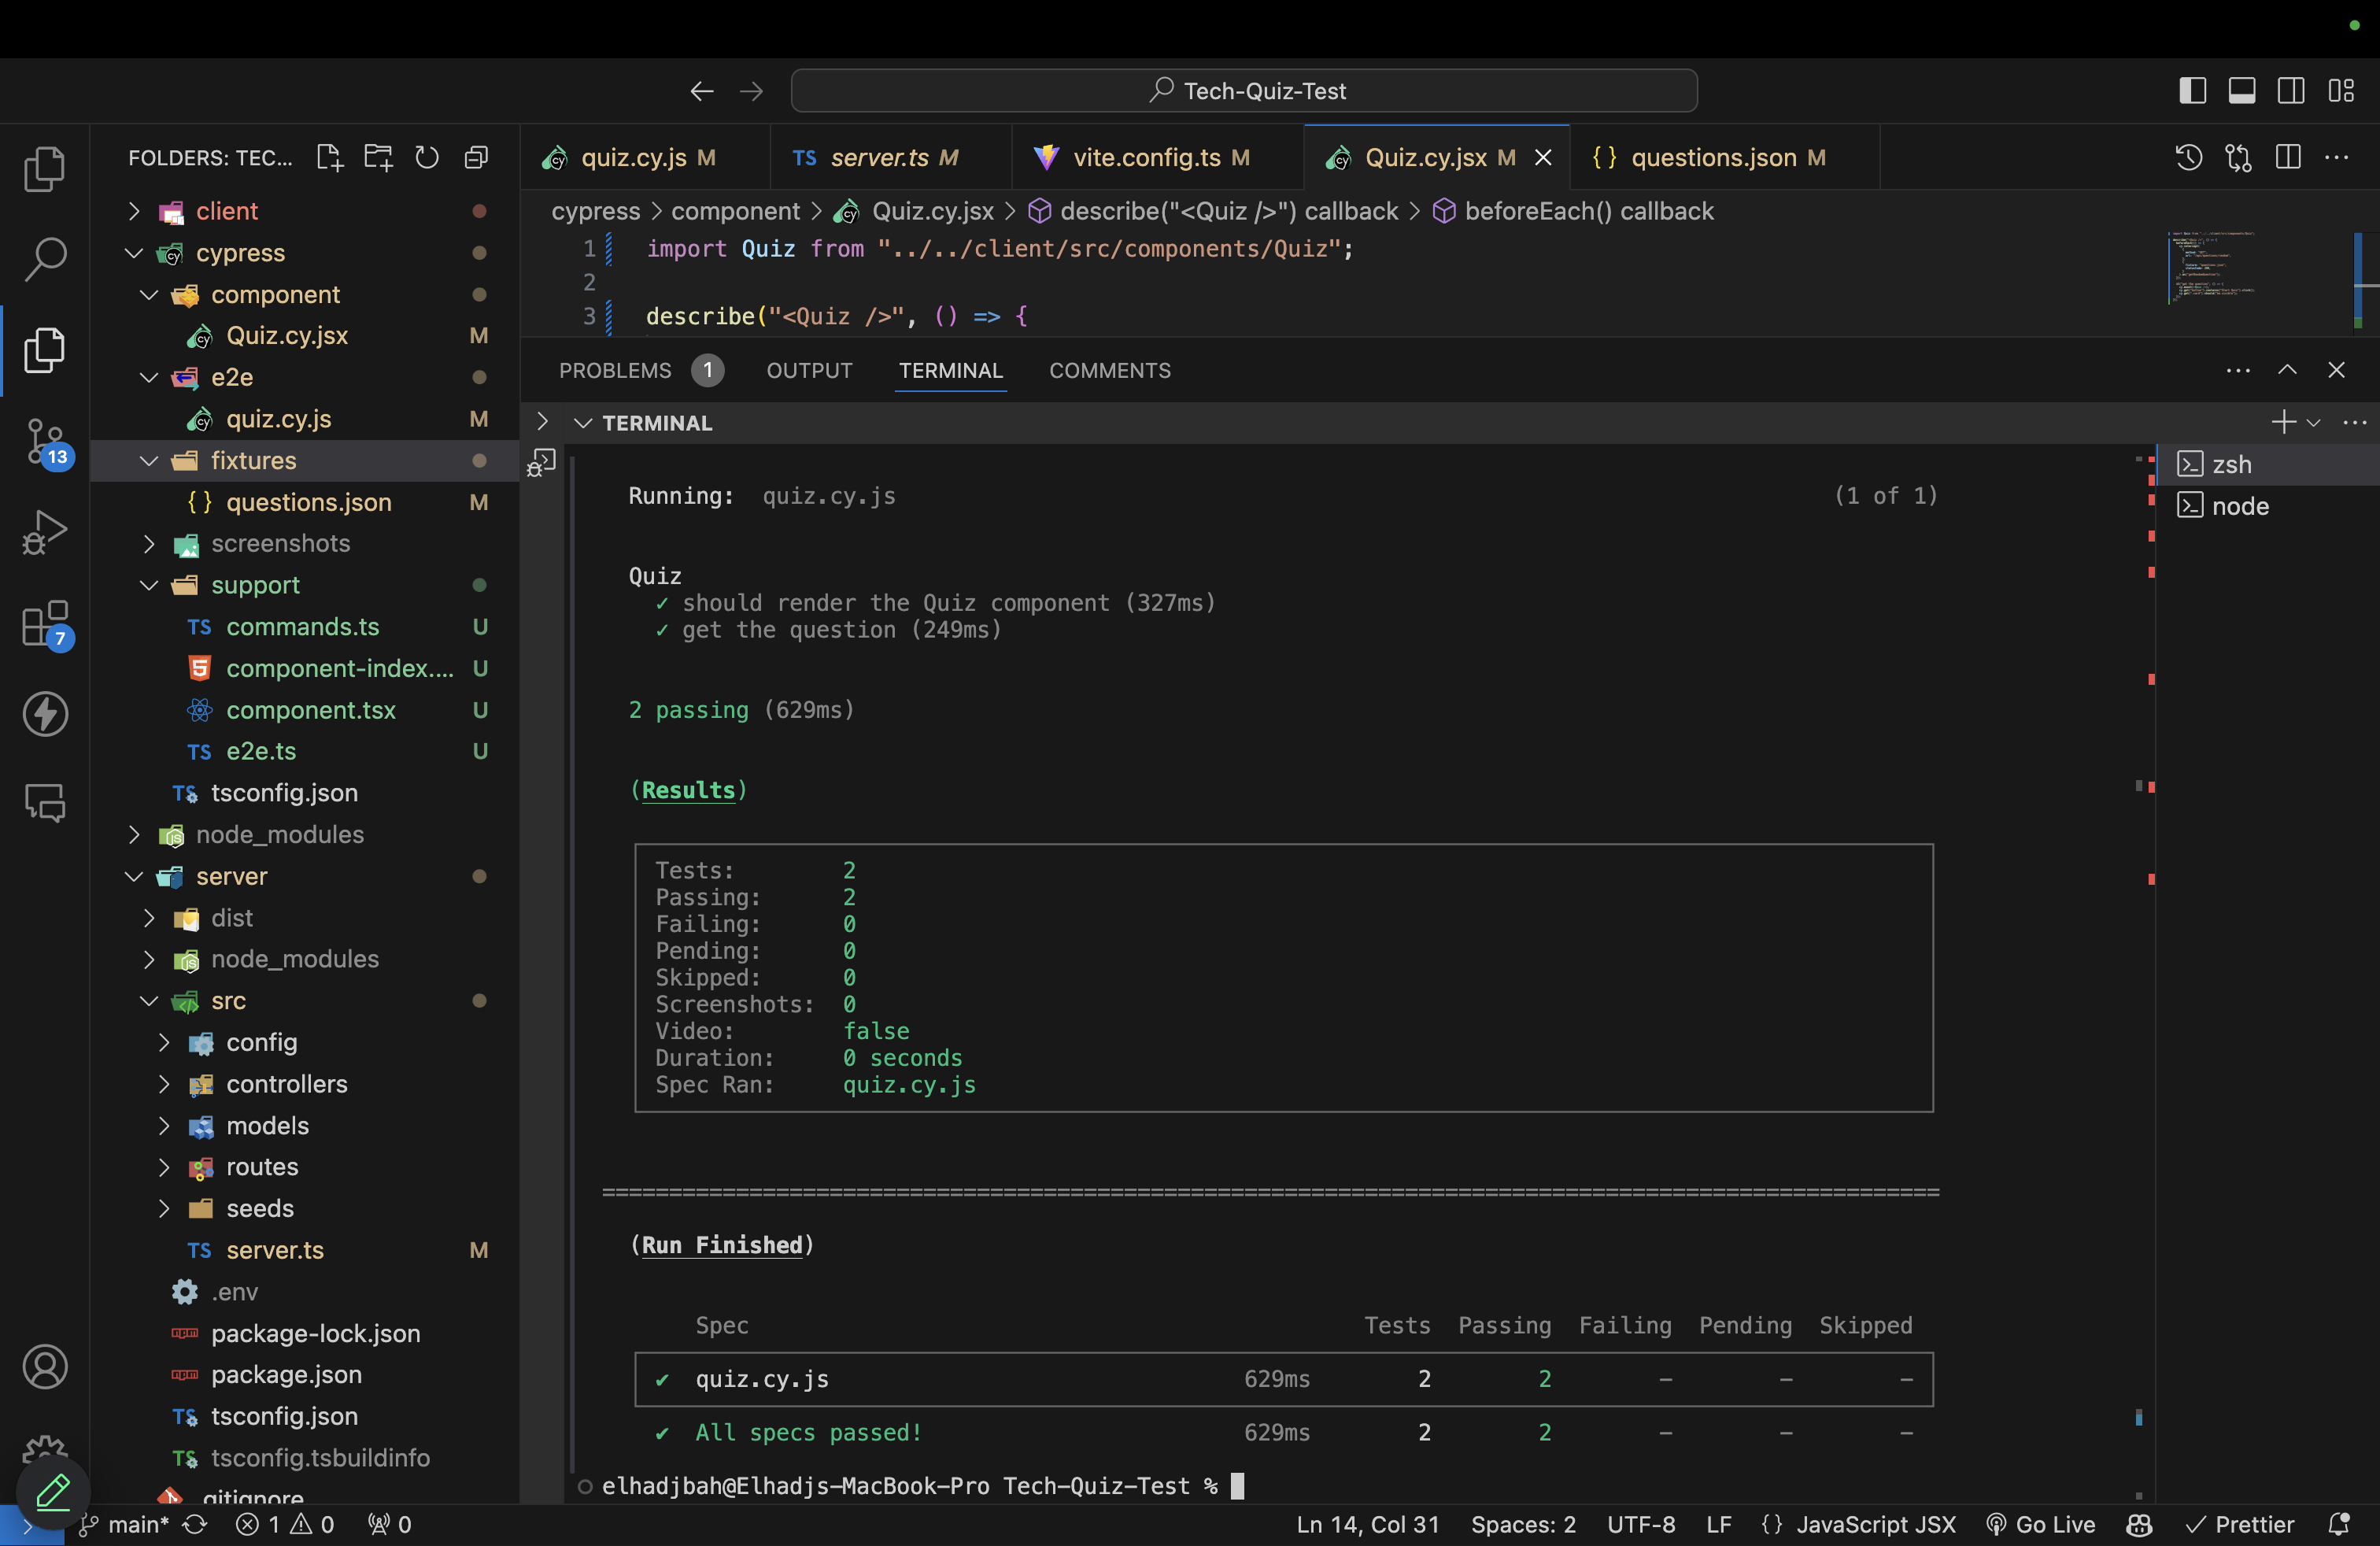 Tech-Quiz-Test
FOLDERS: TEC...
quiz.cy.js M
TS server.ts M
vite.config.ts M
Quiz.cy.jsx M
{ } questions.json M
cypress > component > Quiz.cy.jsx > describe("<Quiz />") callback > beforeEach() callback
1 import Quiz from "../../client/src/components/Quiz";
2
3 describe("<Quiz />", () => {
client
cypress
component
Quiz.cy.jsx M
e2e
quiz.cy.js M
fixtures
{ } questions.json M
screenshots
support
TS commands.ts U
component-index.... U
component.tsx U
TS e2e.ts U
TS tsconfig.json
node_modules
server
dist
node_modules
src
config
controllers
models
routes
seeds
TS server.ts M
.env
package-lock.json
package.json
TS tsconfig.json
TS tsconfig.tsbuildinfo
.gitignore
13
7
PROBLEMS 1 OUTPUT TERMINAL COMMENTS
TERMINAL
zsh
node
Running: quiz.cy.js (1 of 1)
Quiz
✓ should render the Quiz component (327ms)
✓ get the question (249ms)
2 passing (629ms)
(Results)
Tests: 2
Passing: 2
Failing: 0
Pending: 0
Skipped: 0
Screenshots: 0
Video: false
Duration: 0 seconds
Spec Ran: quiz.cy.js
====================================================================================================
(Run Finished)
Spec Tests Passing Failing Pending Skipped
✔ quiz.cy.js 629ms 2 2 - - -
✔ All specs passed! 629ms 2 2 - - -
elhadjbah@Elhadjs-MacBook-Pro Tech-Quiz-Test %
main* 1 0 0
Ln 14, Col 31 Spaces: 2 UTF-8 LF { } JavaScript JSX Go Live Prettier